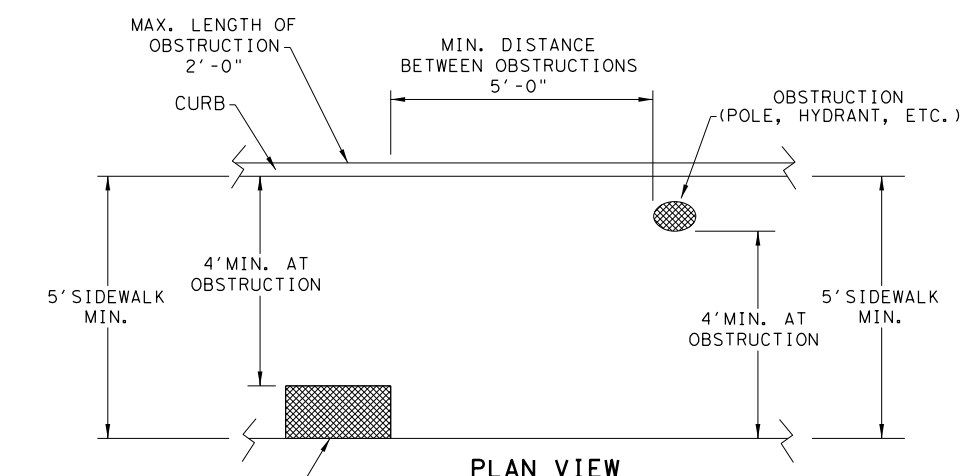 MAX. LENGTH OF
OBSTRUCTION
2'-0"
CURB
MIN. DISTANCE
BETWEEN OBSTRUCTIONS
5'-0"
OBSTRUCTION
(POLE, HYDRANT, ETC.)
5' SIDEWALK
MIN.
4' MIN. AT
OBSTRUCTION
4' MIN. AT
OBSTRUCTION
5' SIDEWALK
MIN.
PLAN VIEW